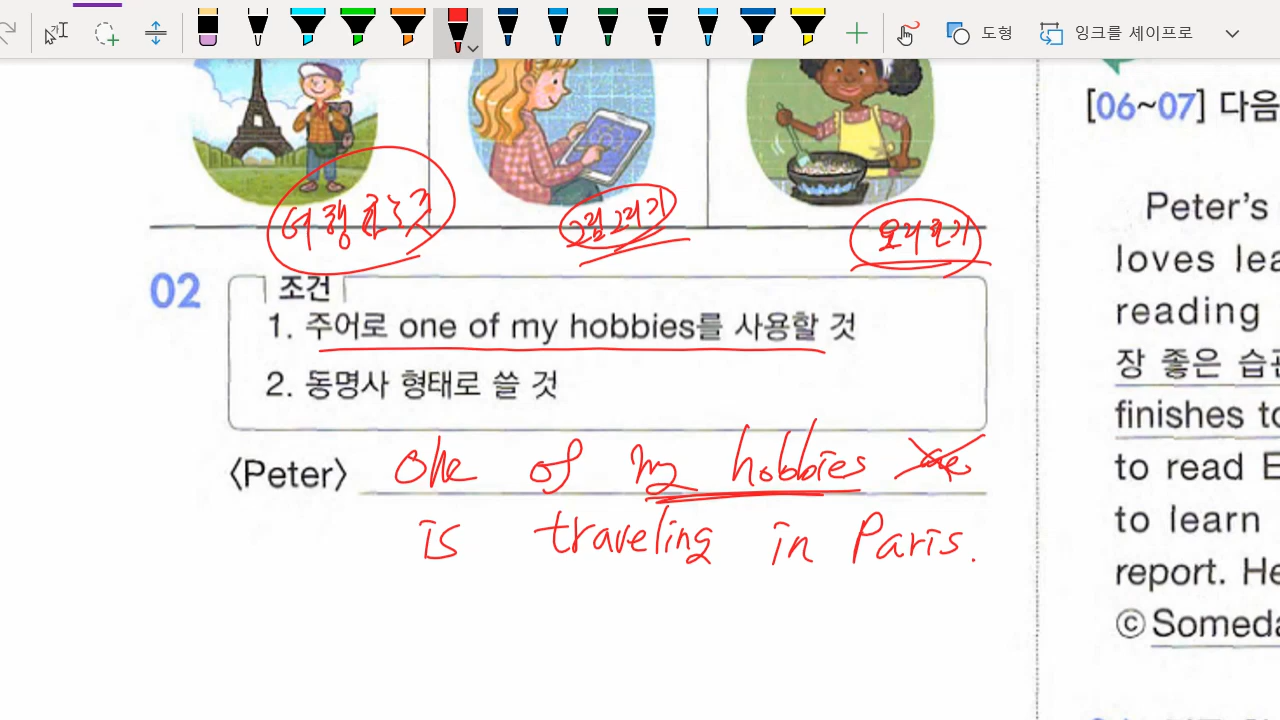 도형
잉크를 셰이프로
[06~07] 다음
여행하는 것
그림 그리기
요리하기
02
조건
1. 주어로 one of my hobbies를 사용할 것
2. 동명사 형태로 쓸 것
〈Peter〉 one of my hobbies
is traveling in Paris.
Peter's
loves lea
reading
장 좋은 습관
finishes to
to read E
to learn
report. He
ⓒ Someda